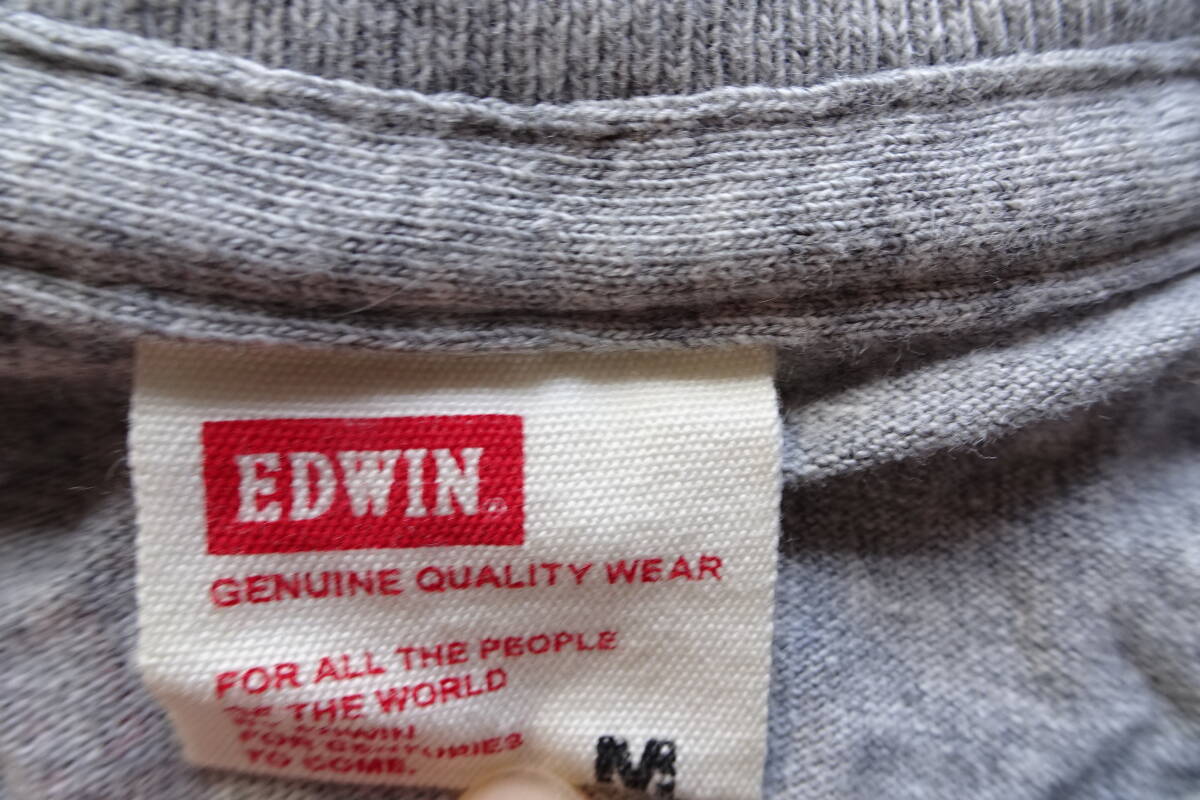 EDWIN®
GENUINE QUALITY WEAR
FOR ALL THE PEOPLE
OF THE WORLD
BY EDWIN
FOR CENTURIES
TO COME.
M